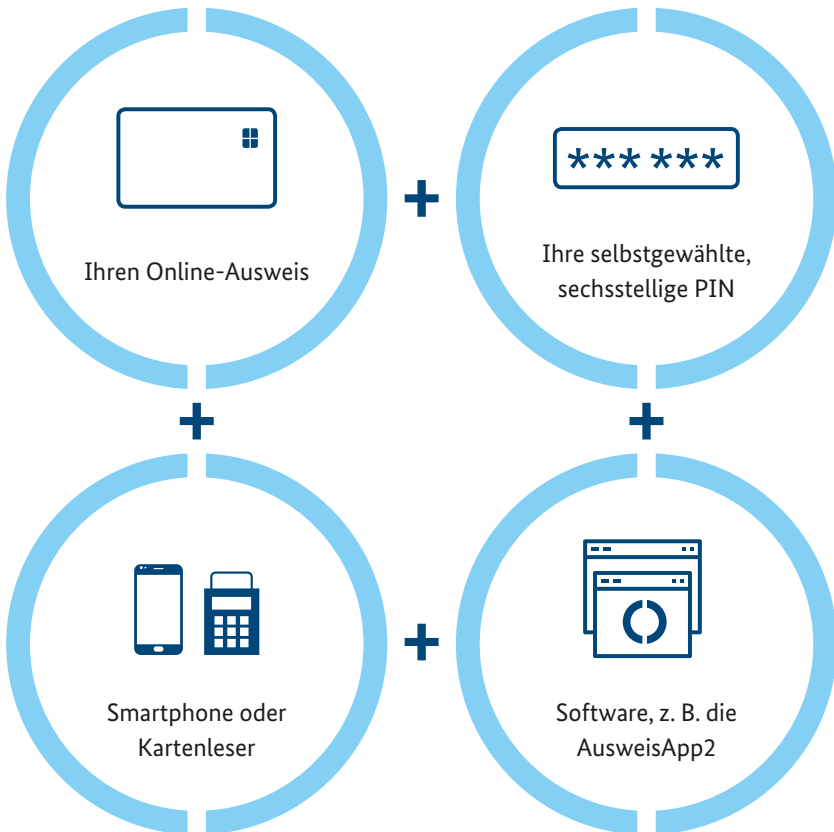 *** ***
Ihren Online-Ausweis
Ihre selbstgewählte,
sechsstellige PIN
Smartphone oder
Kartenleser
Software, z. B. die
AusweisApp2